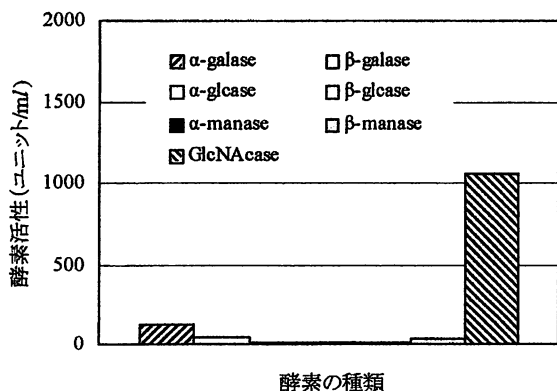 2000
1500
1000
500
0
酵素活性(ユニット/ml)
α-galase β-galase
α-glcase β-glcase
α-manase β-manase
GlcNAcase
酵素の種類